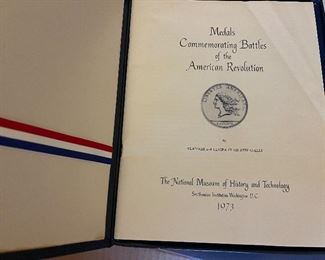 Medals
Commemorating Battles
of the
American Revolution
LIBERTAS AMERICANA
by
The National Museum of History and Technology
Smithsonian Institution Washington D.C.
1973